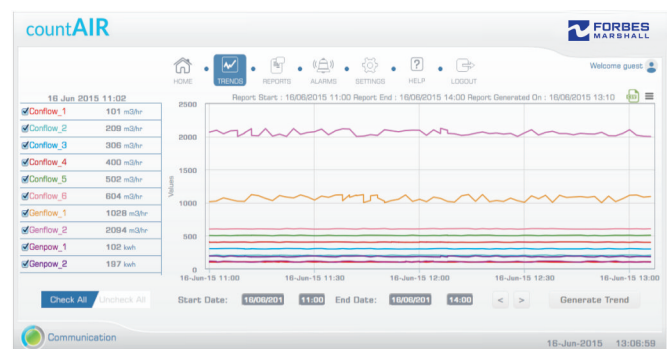 countAIR
FORBES
MARSHALL
HOME
TRENDS
REPORTS
ALARMS
SETTINGS
HELP
LOGOUT
Welcome guest
16 Jun 2015 11:02
Report Start : 16/06/2015 11:00 Report End : 16/06/2015 14:00 Report Generated On : 16/06/2015 13:10
Conflow_1 101 m3/hr
Conflow_2 209 m3/hr
Conflow_3 306 m3/hr
Conflow_4 400 m3/hr
Conflow_5 502 m3/hr
Conflow_6 604 m3/hr
Genflow_1 1028 m3/hr
Genflow_2 2094 m3/hr
Genpow_1 102 kwh
Genpow_2 197 kwh
Values
2500
2000
1500
1000
500
0
16-Jun-15 11:00
16-Jun-15 11:30
16-Jun-15 12:00
16-Jun-15 12:30
16-Jun-15 13:00
Check All
Uncheck All
Start Date: 16/06/201 11:00 End Date: 16/06/201 14:00 < > Generate Trend
Communication
16-Jun-2015 13:06:59